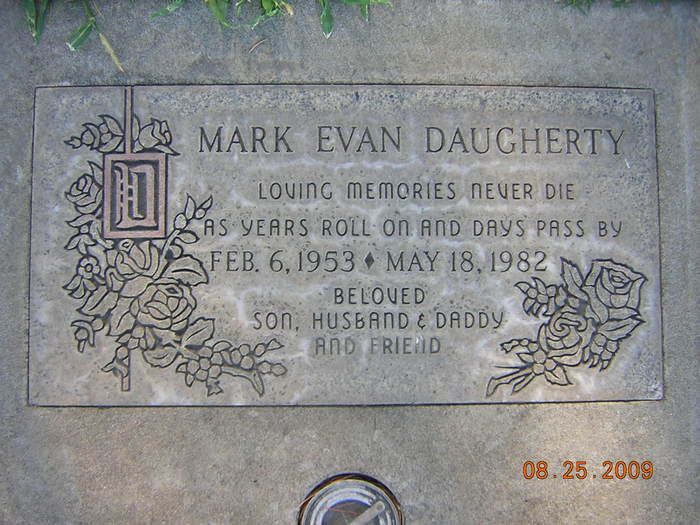 D
MARK EVAN DAUGHERTY
LOVING MEMORIES NEVER DIE
AS YEARS ROLL ON AND DAYS PASS BY
FEB. 6, 1953 ♦ MAY 18, 1982
BELOVED
SON, HUSBAND & DADDY
AND FRIEND
08.25.2009